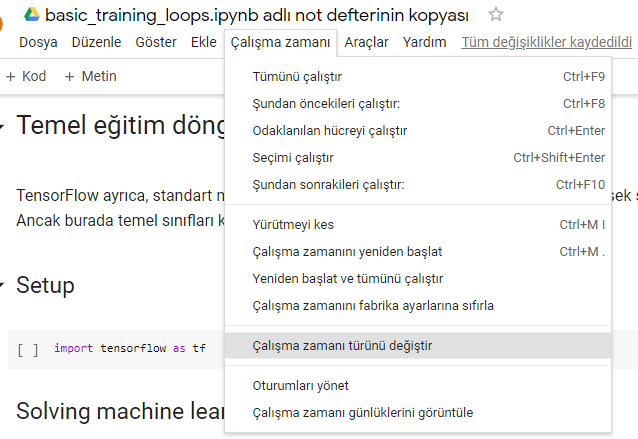 basic_training_loops.ipynb adlı not defterinin kopyası
Dosya Düzenle Göster Ekle Çalışma zamanı Araçlar Yardım Tüm değişiklikler kaydedildi
+ Kod + Metin
Tümünü çalıştır Ctrl+F9
Şundan öncekileri çalıştır: Ctrl+F8
Odaklanılan hücreyi çalıştır Ctrl+Enter
Seçimi çalıştır Ctrl+Shift+Enter
Şundan sonrakileri çalıştır: Ctrl+F10
Yürütmeyi kes Ctrl+M I
Çalışma zamanını yeniden başlat Ctrl+M .
Yeniden başlat ve tümünü çalıştır
Çalışma zamanını fabrika ayarlarına sıfırla
Çalışma zamanı türünü değiştir
Oturumları yönet
Çalışma zamanı günlüklerini görüntüle
Temel eğitim döng
TensorFlow ayrıca, standart
Ancak burada temel sınıfları
Setup
[ ] import tensorflow as tf
Solving machine lear